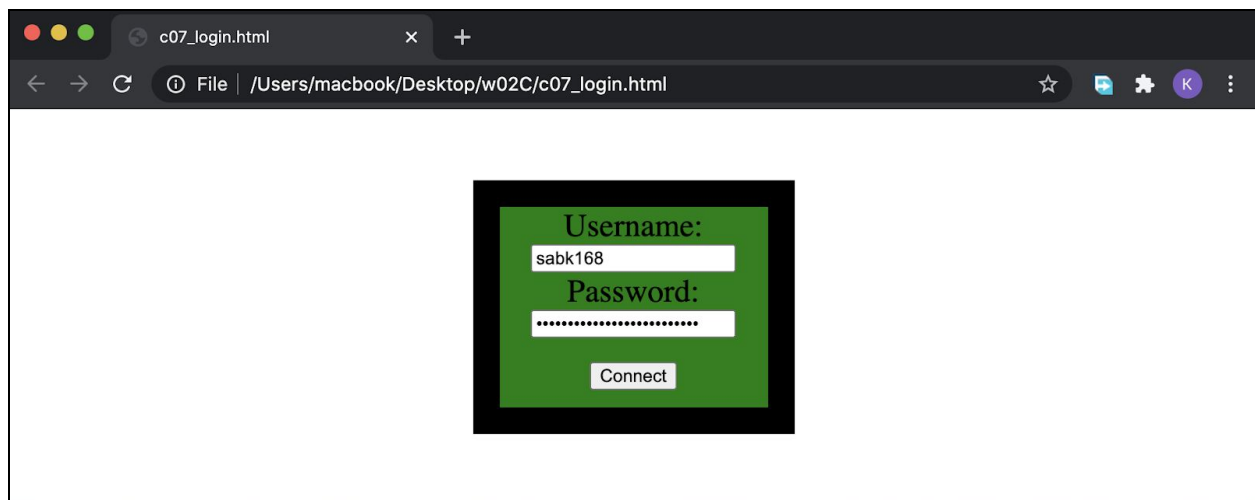 c07_login.html
File /Users/macbook/Desktop/w02C/c07_login.html
K
Username:
sabk168
Password:
••••••••••••••••••••••••••
Connect